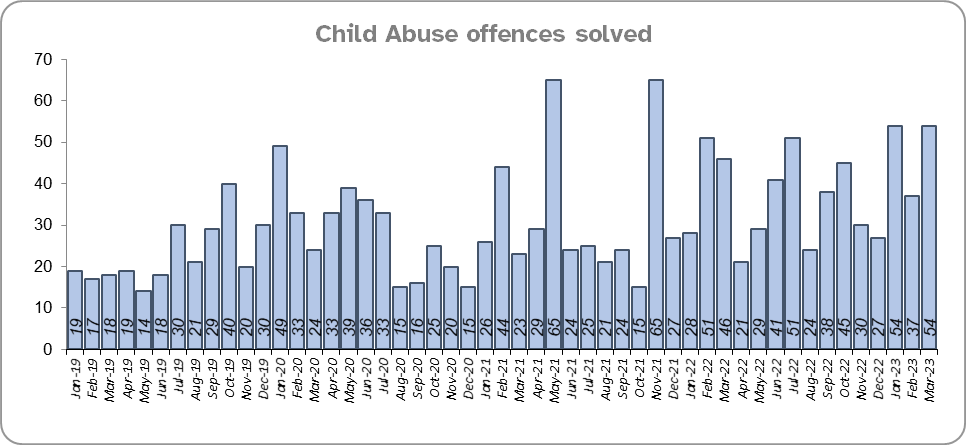 Child Abuse offences solved
70
60
50
40
30
20
10
0
19 17 18 19 14 18 30 21 29 40 20 30 49 33 24 33 39 36 33 15 16 25 20 15 26 44 23 29 65 24 25 21 24 15 65 27 28 51 46 21 29 41 51 24 38 45 30 27 54 37 54
Jan-19 Feb-19 Mar-19 Apr-19 May-19 Jun-19 Jul-19 Aug-19 Sep-19 Oct-19 Nov-19 Dec-19 Jan-20 Feb-20 Mar-20 Apr-20 May-20 Jun-20 Jul-20 Aug-20 Sep-20 Oct-20 Nov-20 Dec-20 Jan-21 Feb-21 Mar-21 Apr-21 May-21 Jun-21 Jul-21 Aug-21 Sep-21 Oct-21 Nov-21 Dec-21 Jan-22 Feb-22 Mar-22 Apr-22 May-22 Jun-22 Jul-22 Aug-22 Sep-22 Oct-22 Nov-22 Dec-22 Jan-23 Feb-23 Mar-23